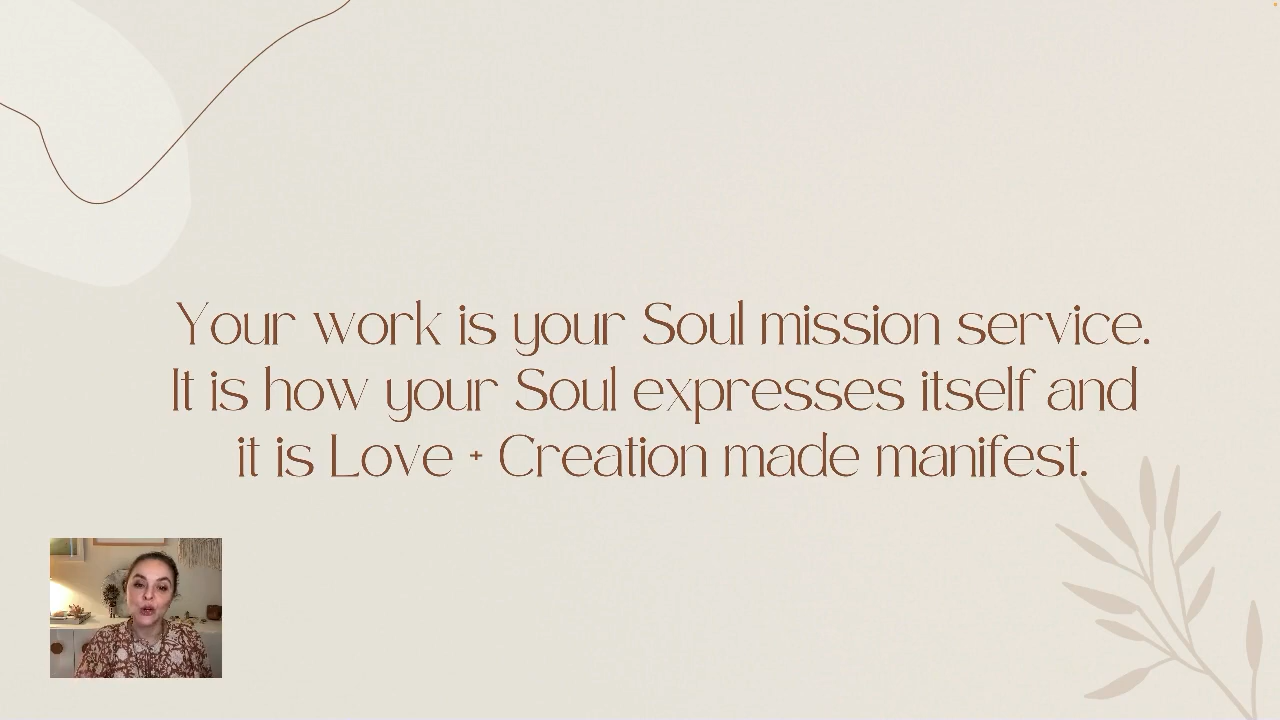 Your work is your Soul mission service.
It is how your Soul expresses itself and
it is Love + Creation made manifest.